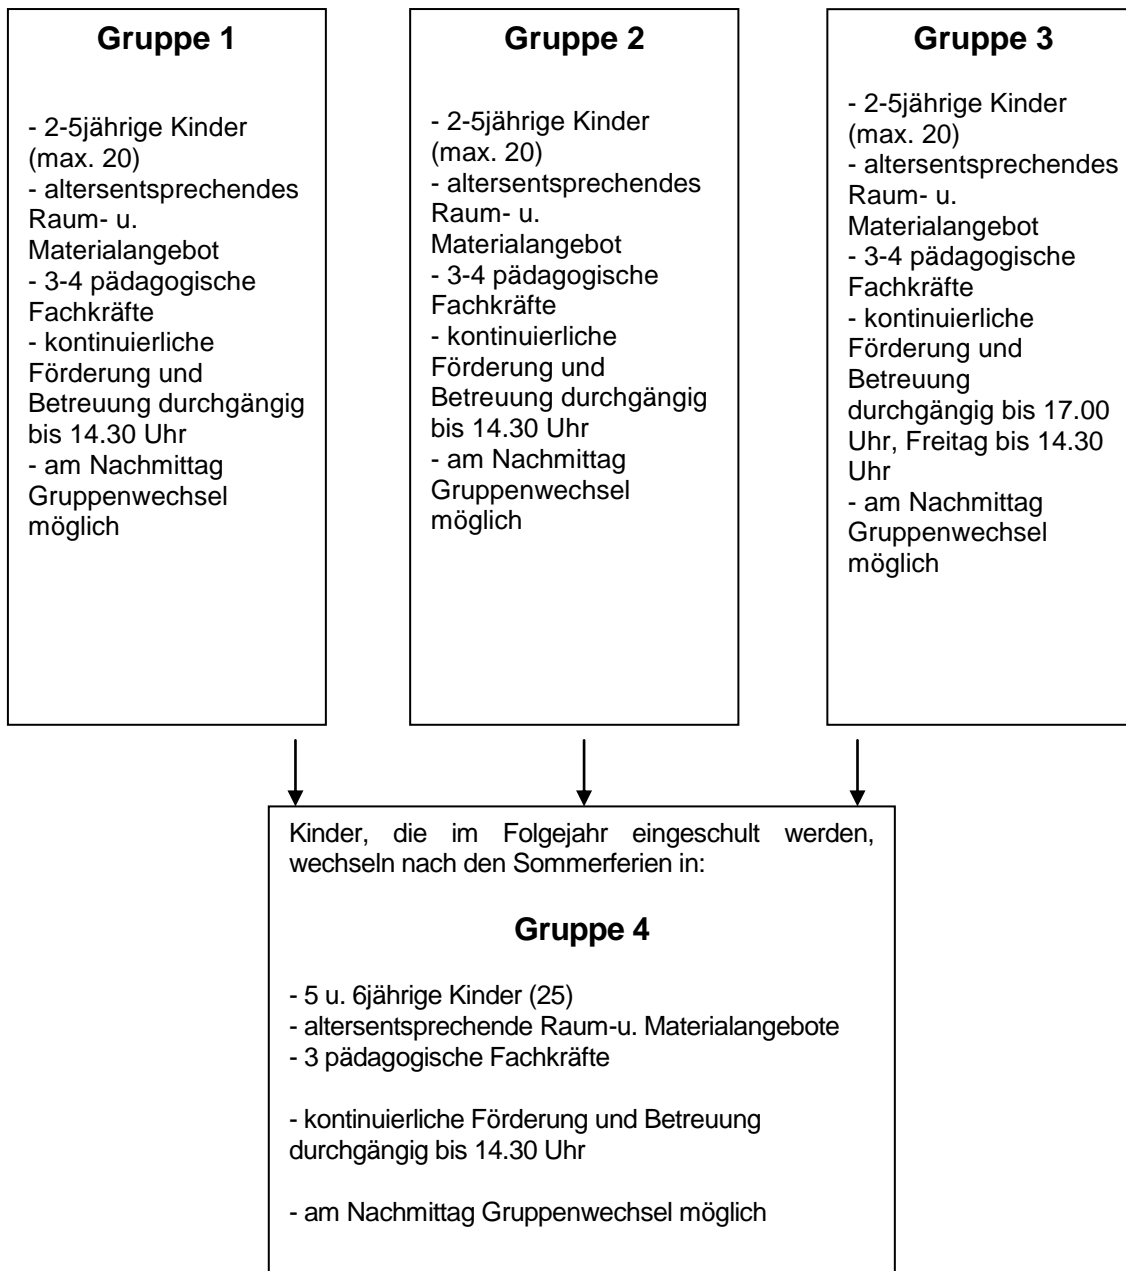 Gruppe 1
- 2-5jährige Kinder
(max. 20)
- altersentsprechendes
Raum- u.
Materialangebot
- 3-4 pädagogische
Fachkräfte
- kontinuierliche
Förderung und
Betreuung durchgängig
bis 14.30 Uhr
- am Nachmittag
Gruppenwechsel
möglich
Gruppe 2
- 2-5jährige Kinder
(max. 20)
- altersentsprechendes
Raum- u.
Materialangebot
- 3-4 pädagogische
Fachkräfte
- kontinuierliche
Förderung und
Betreuung durchgängig
bis 14.30 Uhr
- am Nachmittag
Gruppenwechsel
möglich
Gruppe 3
- 2-5jährige Kinder
(max. 20)
- altersentsprechendes
Raum- u.
Materialangebot
- 3-4 pädagogische
Fachkräfte
- kontinuierliche
Förderung und
Betreuung
durchgängig bis 17.00
Uhr, Freitag bis 14.30
Uhr
- am Nachmittag
Gruppenwechsel
möglich
Kinder, die im Folgejahr eingeschult werden,
wechseln nach den Sommerferien in:
Gruppe 4
- 5 u. 6jährige Kinder (25)
- altersentsprechende Raum-u. Materialangebote
- 3 pädagogische Fachkräfte
- kontinuierliche Förderung und Betreuung
durchgängig bis 14.30 Uhr
- am Nachmittag Gruppenwechsel möglich